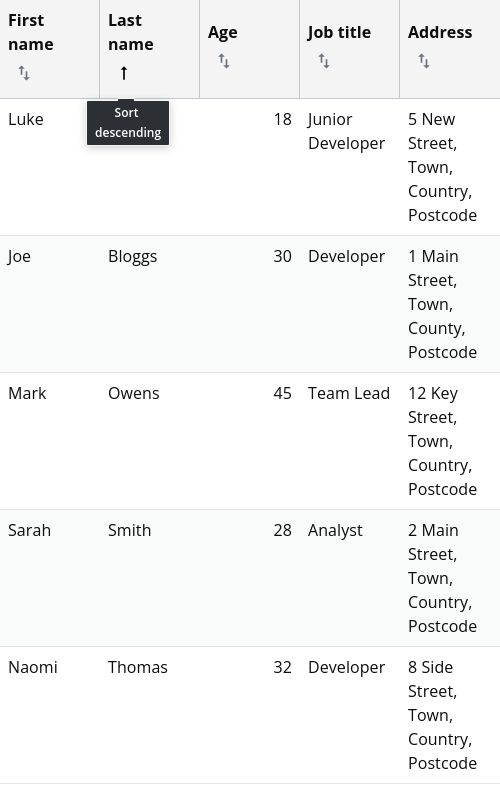 First name
Last name
Age
Job title
Address
Sort
descending
Luke
18
Junior
Developer
5 New
Street,
Town,
Country,
Postcode
Joe
Bloggs
30
Developer
1 Main
Street,
Town,
County,
Postcode
Mark
Owens
45
Team Lead
12 Key
Street,
Town,
Country,
Postcode
Sarah
Smith
28
Analyst
2 Main
Street,
Town,
Country,
Postcode
Naomi
Thomas
32
Developer
8 Side
Street,
Town,
Country,
Postcode